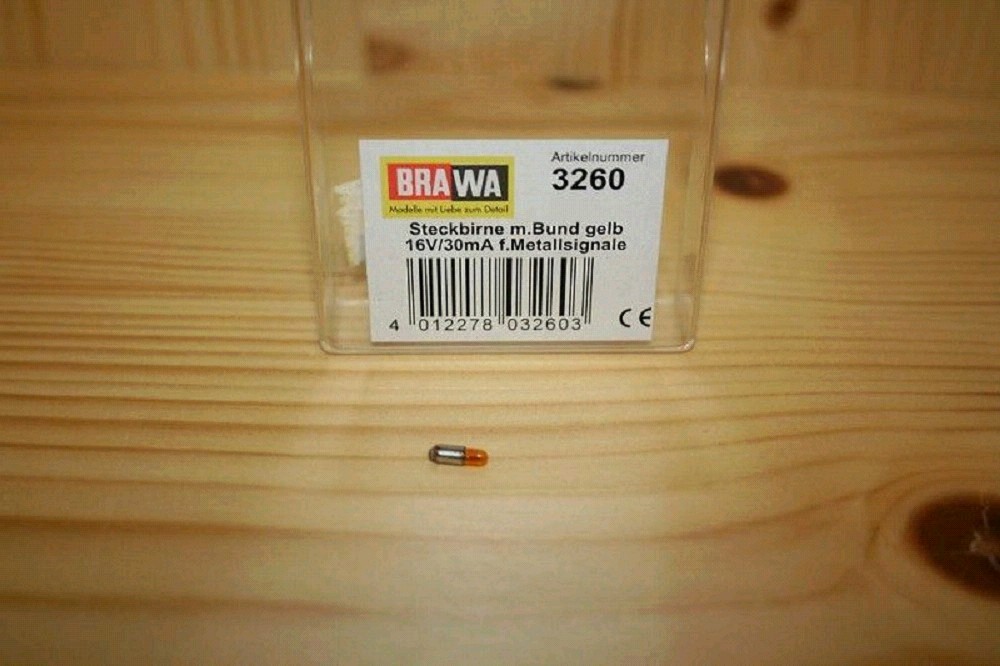 BRAWA
Modelle mit Liebe zum Detail
Artikelnummer
3260
Steckbirne m.Bund gelb
16V/30mA f.Metallsignale
4 012278 032603
CE